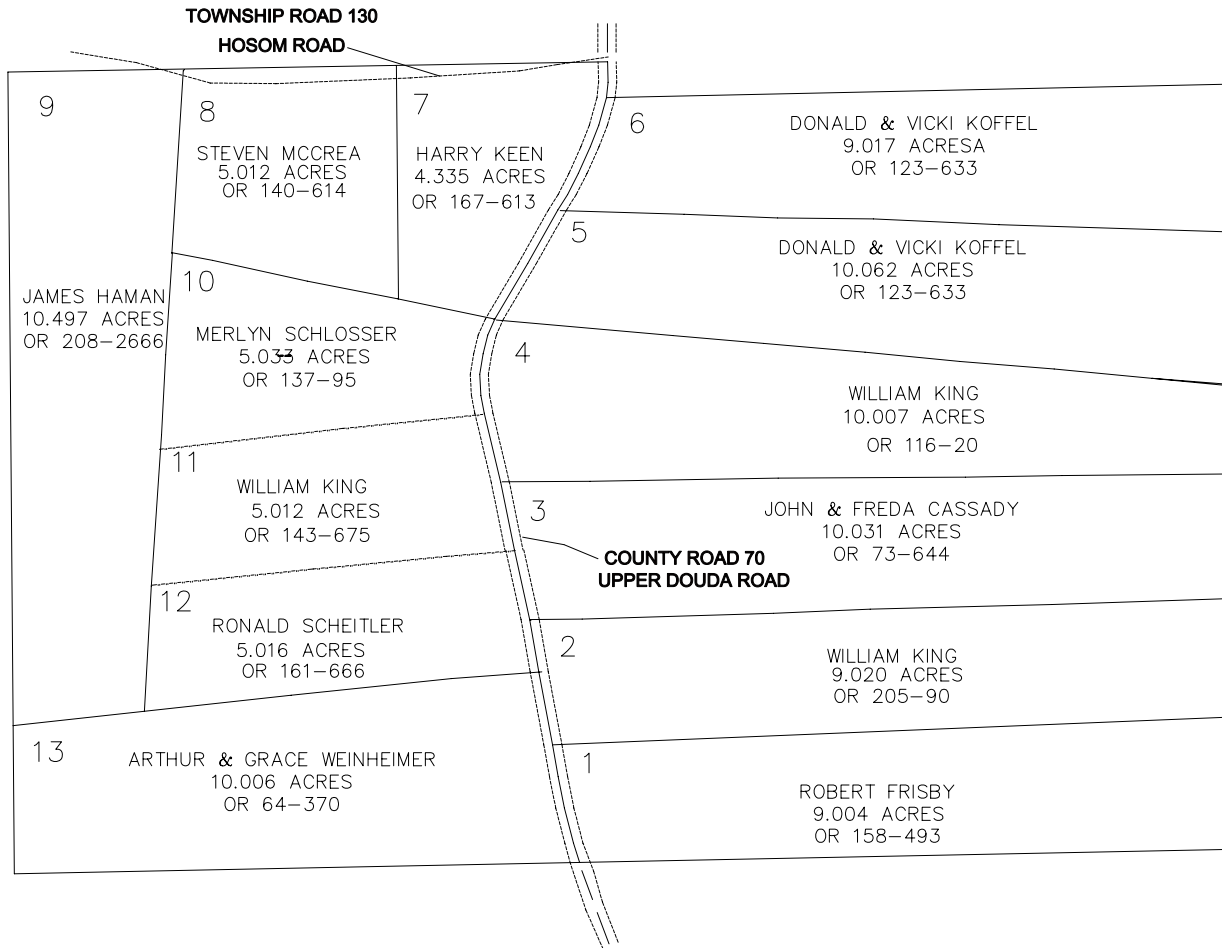 TOWNSHIP ROAD 130
HOSOM ROAD
9
8
STEVEN MCCREA
5.012 ACRES
OR 140-614
7
HARRY KEEN
4.335 ACRES
OR 167-613
6
DONALD & VICKI KOFFEL
9.017 ACRESA
OR 123-633
5
DONALD & VICKI KOFFEL
10.062 ACRES
OR 123-633
JAMES HAMAN
10.497 ACRES
OR 208-2666
10
MERLYN SCHLOSSER
5.033 ACRES
OR 137-95
4
WILLIAM KING
10.007 ACRES
OR 116-20
11
WILLIAM KING
5.012 ACRES
OR 143-675
3
JOHN & FREDA CASSADY
10.031 ACRES
OR 73-644
COUNTY ROAD 70
UPPER DOUDA ROAD
12
RONALD SCHEITLER
5.016 ACRES
OR 161-666
2
WILLIAM KING
9.020 ACRES
OR 205-90
13
ARTHUR & GRACE WEINHEIMER
10.006 ACRES
OR 64-370
1
ROBERT FRISBY
9.004 ACRES
OR 158-493